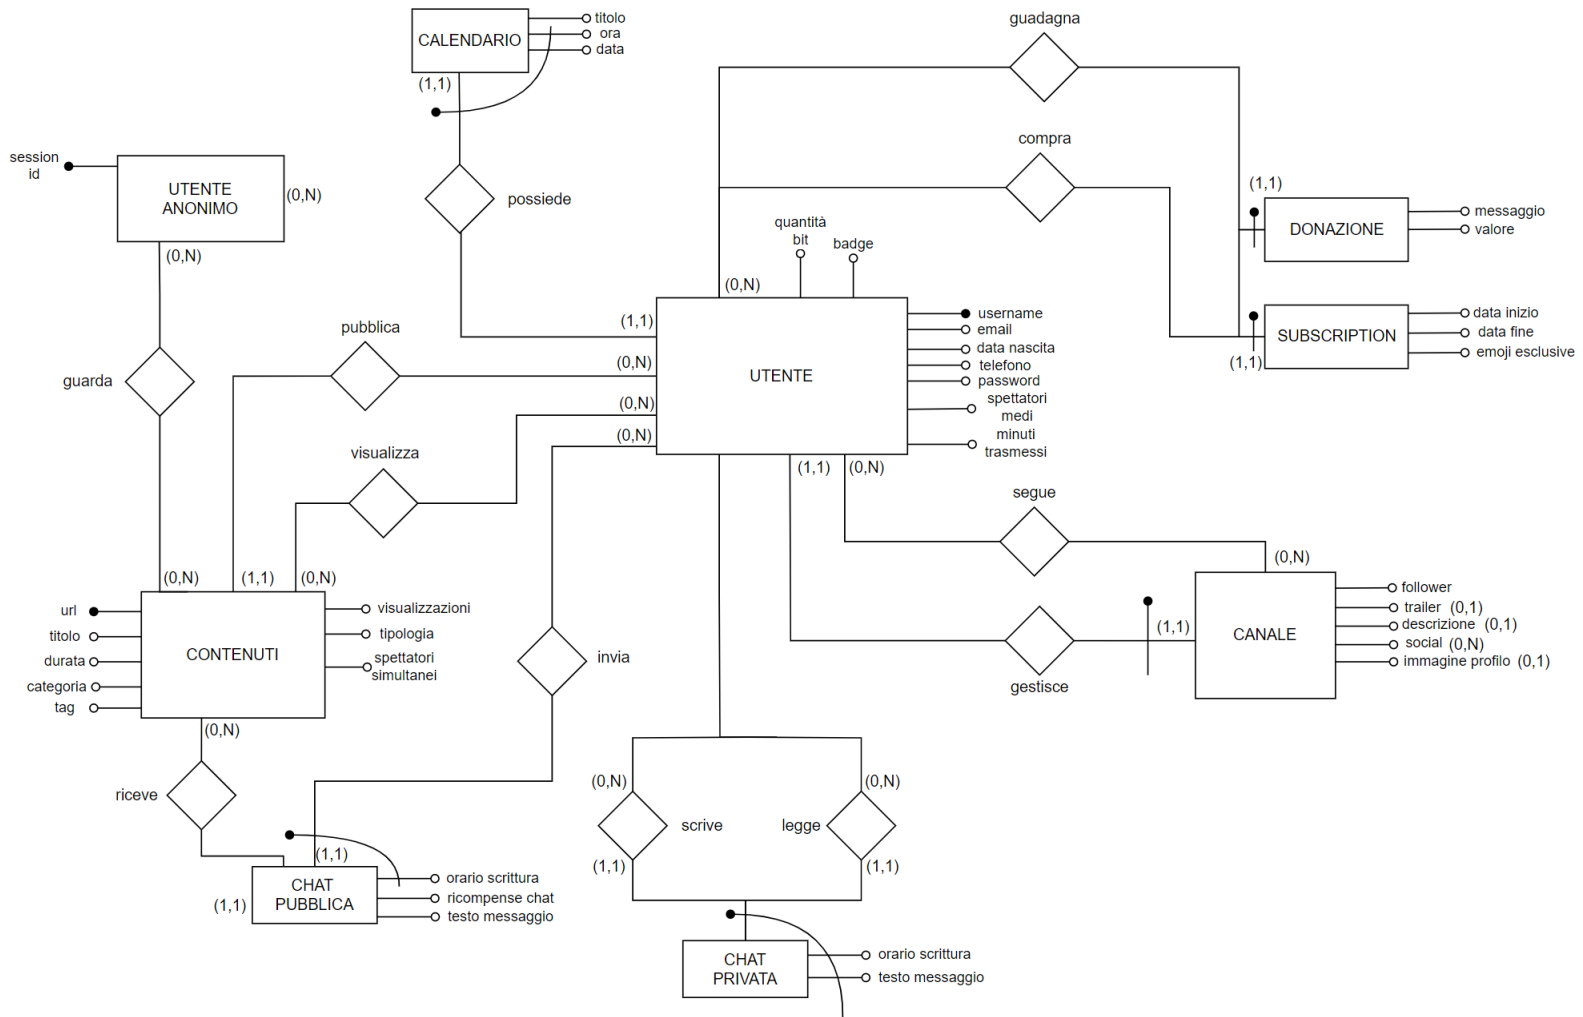 titolo
ora
data
CALENDARIO
(1,1)
guadagna
compra
session
id
UTENTE
ANONIMO
(0,N)
(0,N)
possiede
(1,1)
DONAZIONE
messaggio
valore
quantità
bit
badge
(0,N)
(1,1)
pubblica
(0,N)
(0,N)
(0,N)
UTENTE
username
email
data nascita
telefono
password
spettatori
medi
minuti
trasmessi
SUBSCRIPTION
(1,1)
data inizio
data fine
emoji esclusive
guarda
visualizza
(1,1)
(0,N)
segue
(0,N)
(0,N)
(1,1)
(0,N)
url
titolo
durata
categoria
tag
CONTENUTI
visualizzazioni
tipologia
spettatori
simultanei
(0,N)
invia
gestisce
(1,1)
CANALE
follower
trailer (0,1)
descrizione (0,1)
social (0,N)
immagine profilo (0,1)
riceve
(0,N)
(0,N)
scrive
legge
(1,1)
(1,1)
(1,1)
(1,1)
CHAT
PUBBLICA
orario scrittura
ricompense chat
testo messaggio
CHAT
PRIVATA
orario scrittura
testo messaggio